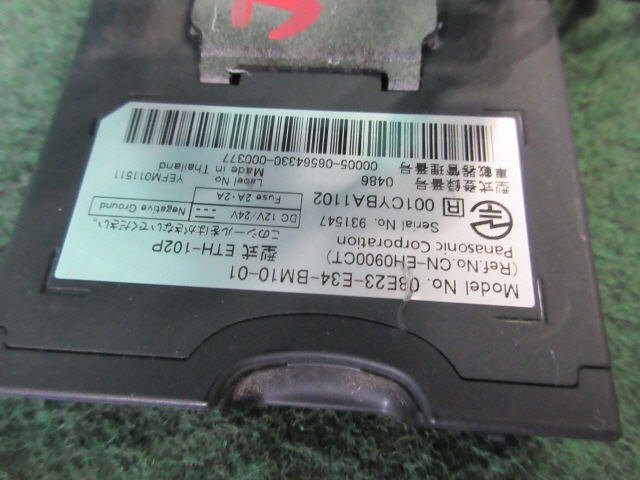 Model No. 08E23-E34-BM10-01
(Ref.No.CN-EH0900CT) 型式 ETH-102P
Panasonic Corporation
このシールをはがさないでください。
Serial No. 931547
DC 12V/24V
Negative Ground
Fuse 2A・2A
R 001CYBA1102
型式登録番号 0486
Label No. YEFM011511
Made in Thailand
車載器管理番号
00005-06564330-000377